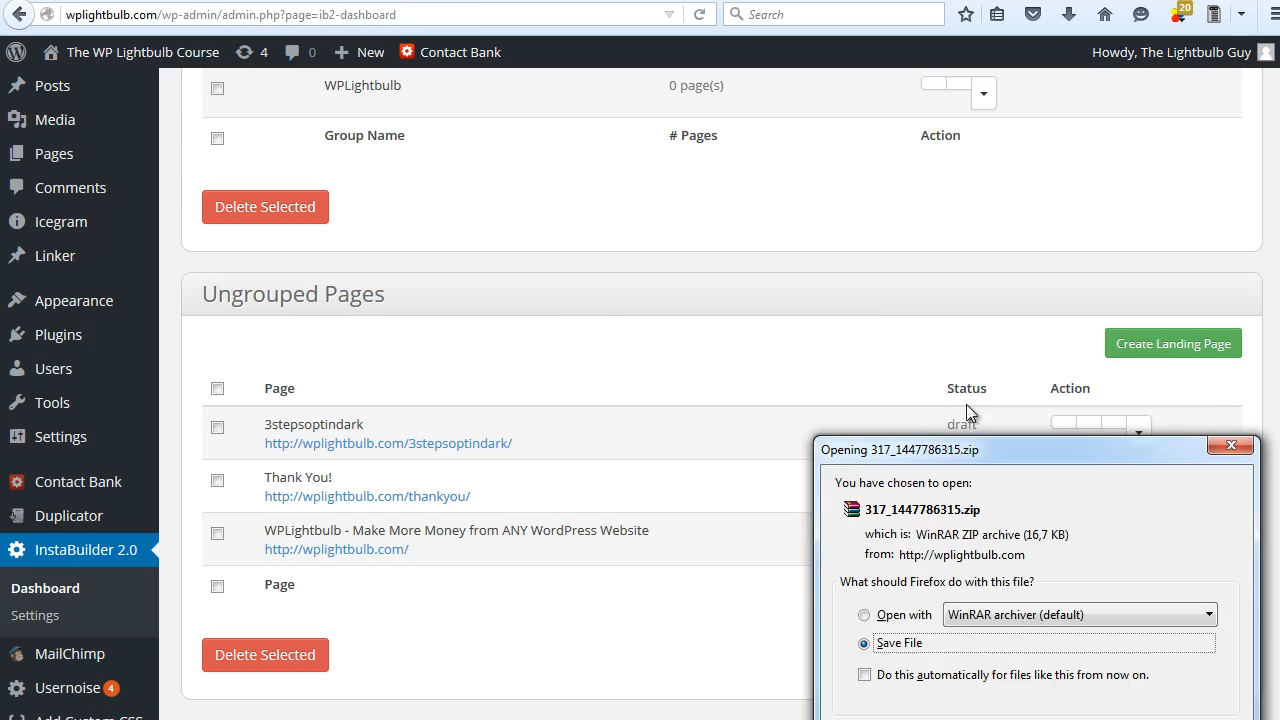 wplightbulb.com/wp-admin/admin.php?page=ib2-dashboard
Search
20
The WP Lightbulb Course
4
0
New
Contact Bank
Howdy, The Lightbulb Guy
Posts
Media
Pages
Comments
Icegram
Linker
Appearance
Plugins
Users
Tools
Settings
Contact Bank
Duplicator
InstaBuilder 2.0
Dashboard
Settings
MailChimp
Usernoise 4
Add Custom CSS
WPLightbulb 0 page(s)
Group Name # Pages Action
Delete Selected
Ungrouped Pages
Create Landing Page
Page Status Action
3stepsoptindark draft
http://wplightbulb.com/3stepsoptindark/
Thank You!
http://wplightbulb.com/thankyou/
WPLightbulb - Make More Money from ANY WordPress Website
http://wplightbulb.com/
Page
Delete Selected
Opening 317_1447786315.zip
You have chosen to open:
317_1447786315.zip
which is: WinRAR ZIP archive (16,7 KB)
from: http://wplightbulb.com
What should Firefox do with this file?
Open with WinRAR archiver (default)
Save File
Do this automatically for files like this from now on.